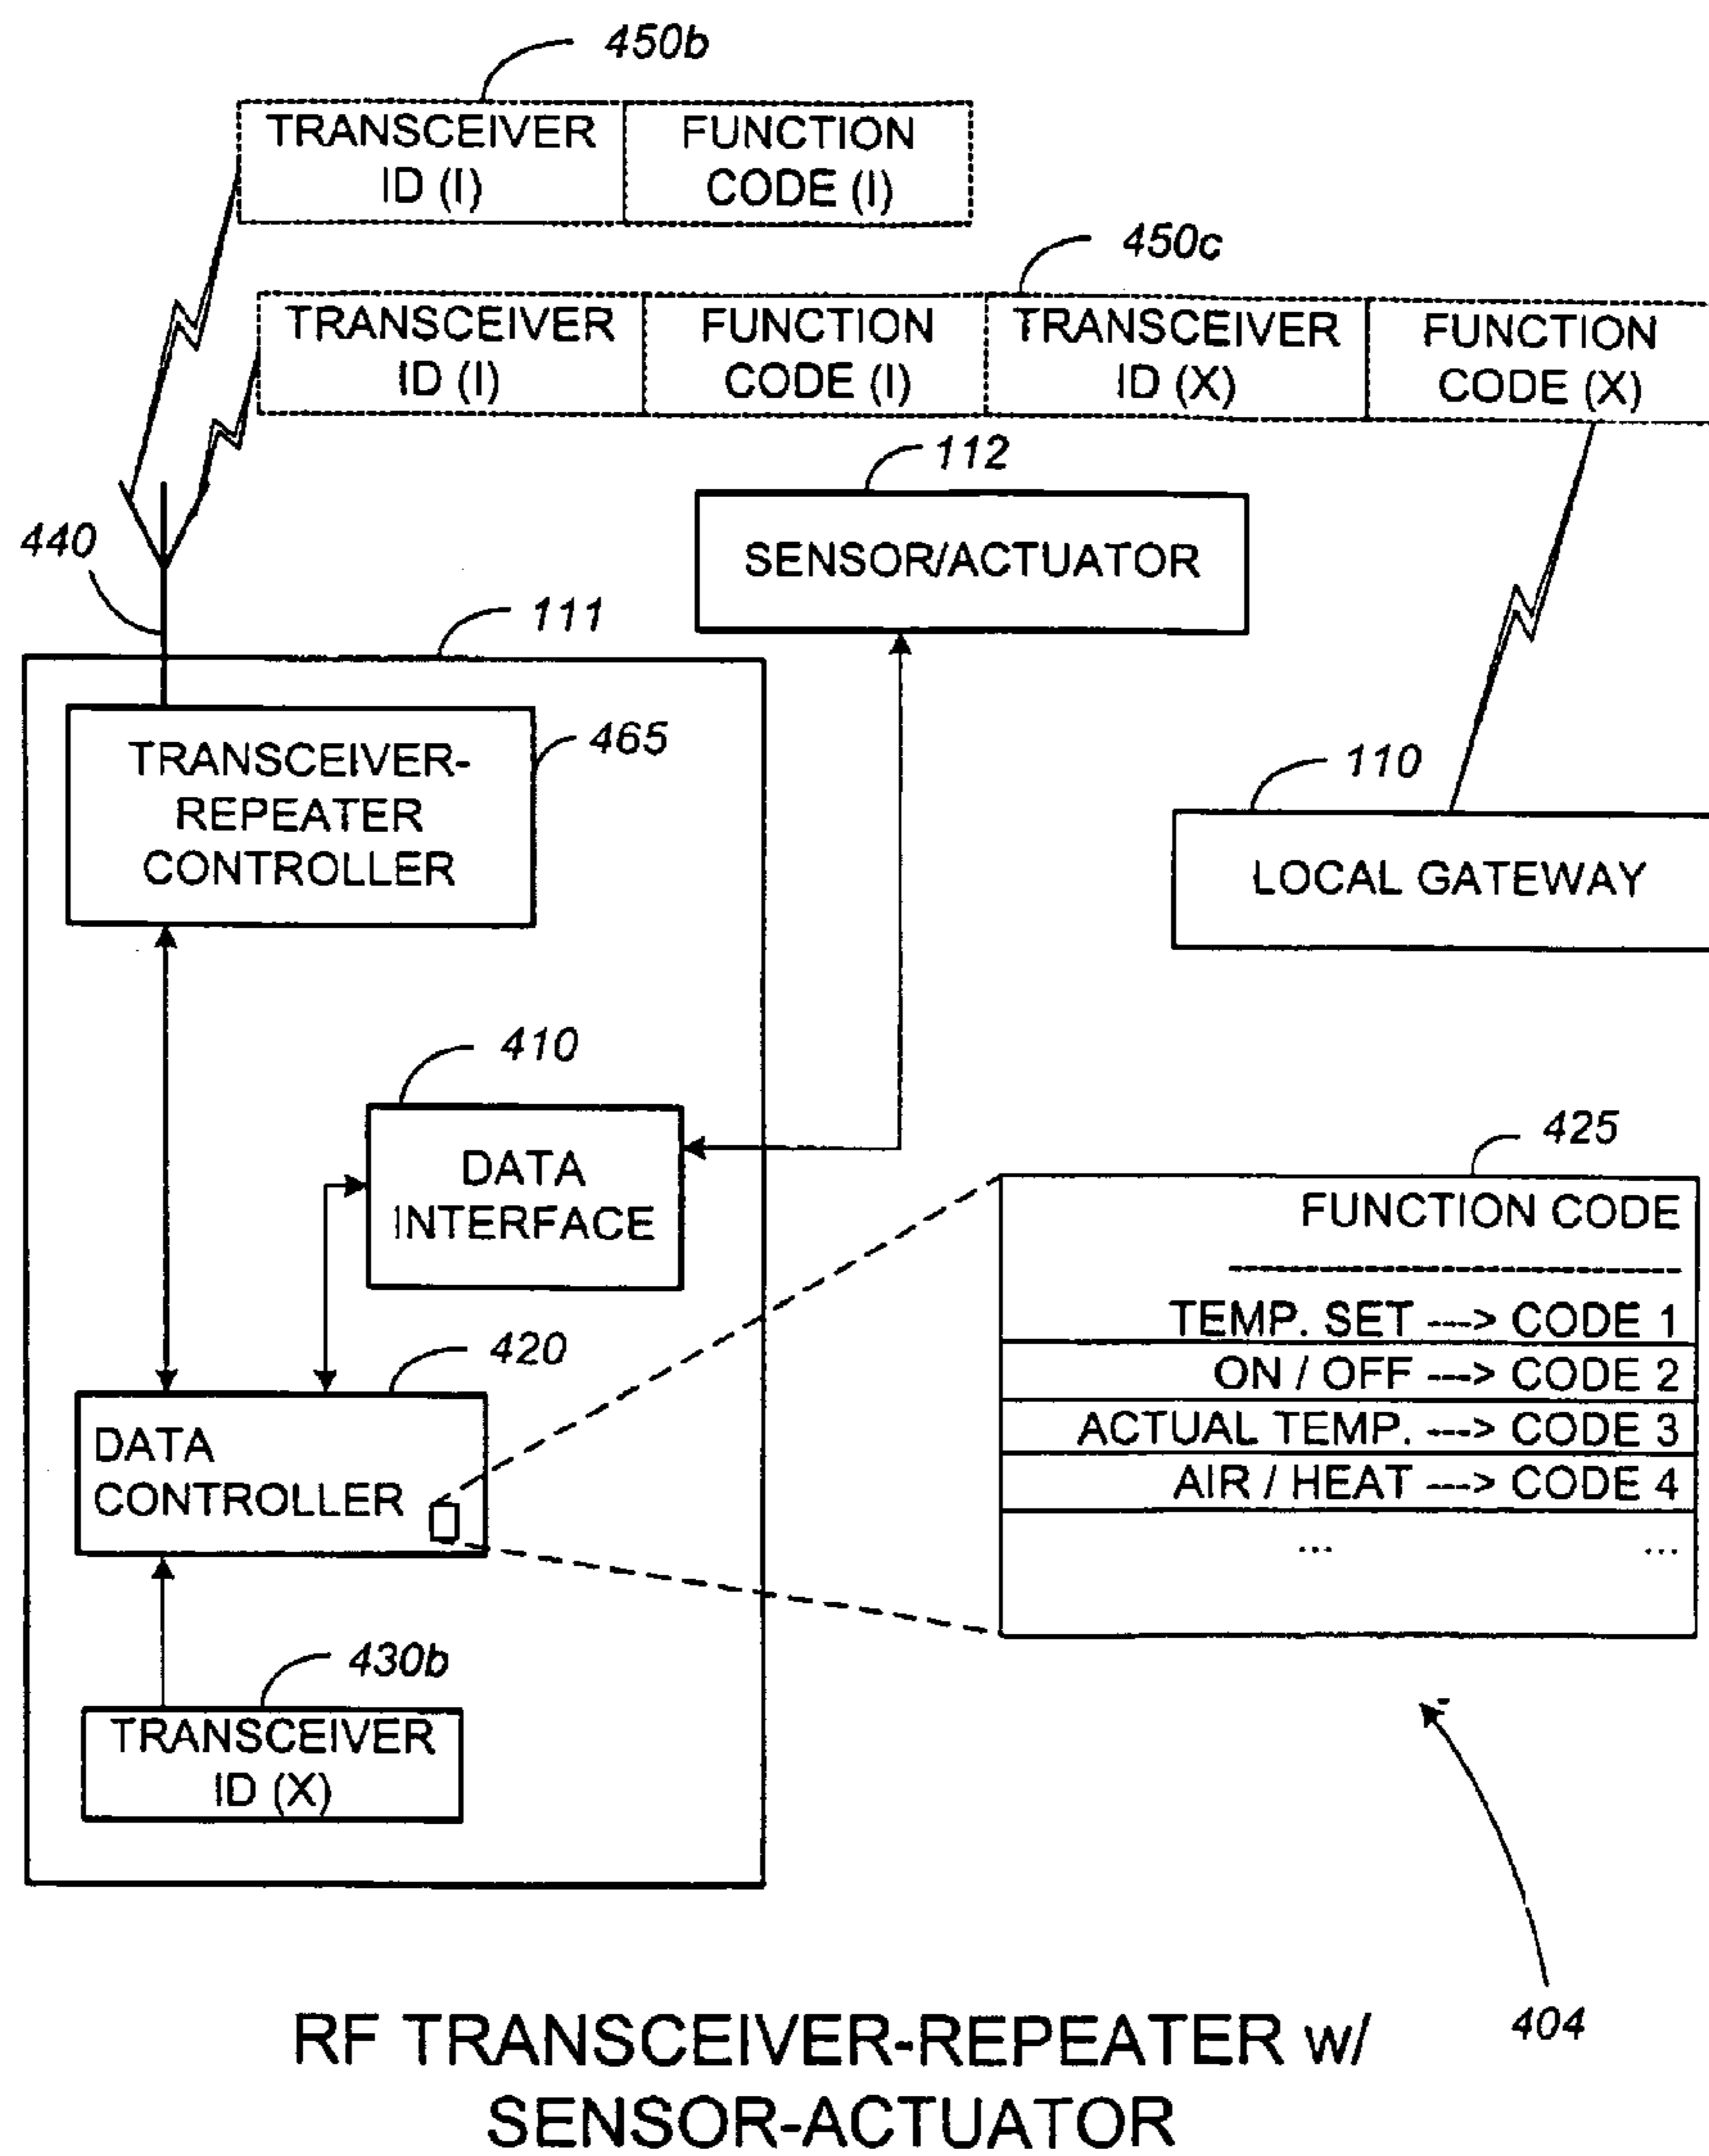 450b
TRANSCEIVER
ID (I)
FUNCTION
CODE (I)
450c
TRANSCEIVER
ID (I)
FUNCTION
CODE (I)
TRANSCEIVER
ID (X)
FUNCTION
CODE (X)
112
SENSOR/ACTUATOR
440
111
TRANSCEIVER-
REPEATER
CONTROLLER
465
110
LOCAL GATEWAY
410
DATA
INTERFACE
425
FUNCTION CODE
TEMP. SET ---> CODE 1
ON / OFF ---> CODE 2
ACTUAL TEMP. ---> CODE 3
AIR / HEAT ---> CODE 4
... ...
420
DATA
CONTROLLER
430b
TRANSCEIVER
ID (X)
404
RF TRANSCEIVER-REPEATER w/
SENSOR-ACTUATOR